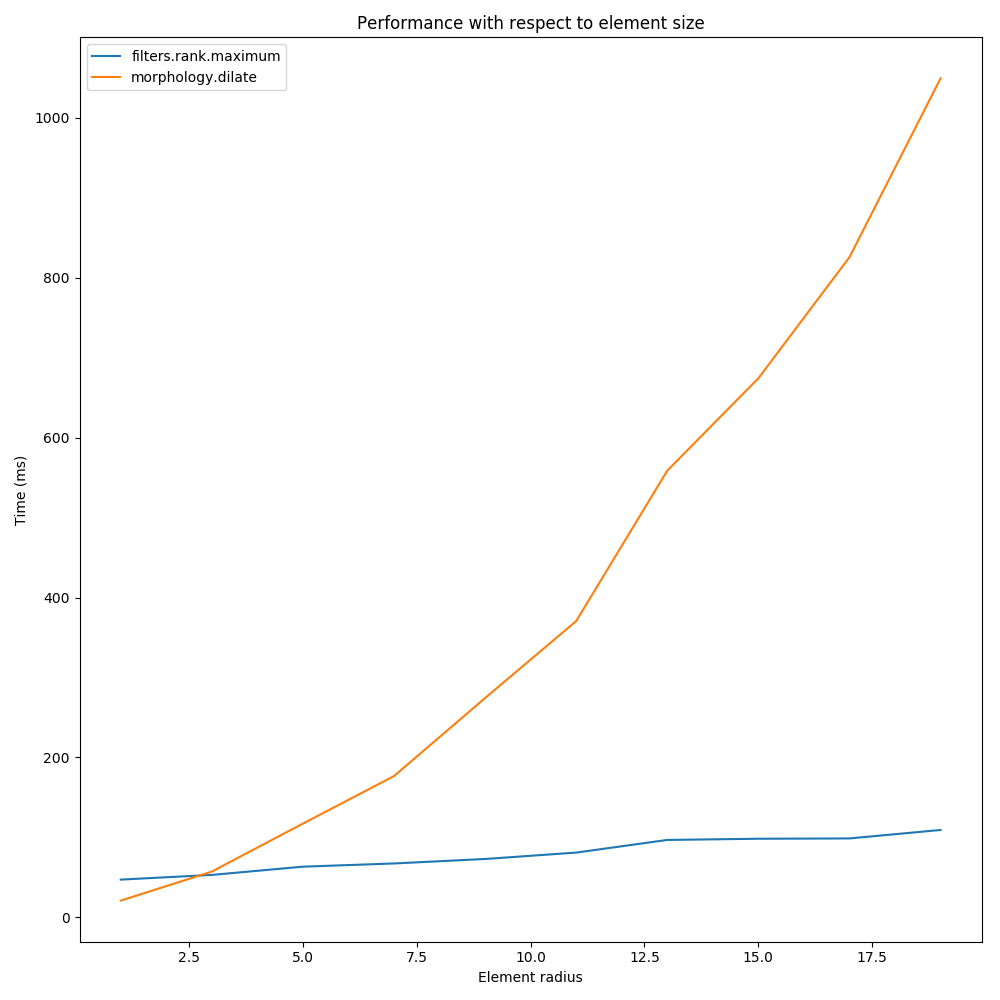 Performance with respect to element size
filters.rank.maximum
morphology.dilate
1000
800
600
400
200
0
Time (ms)
2.5 5.0 7.5 10.0 12.5 15.0 17.5
Element radius